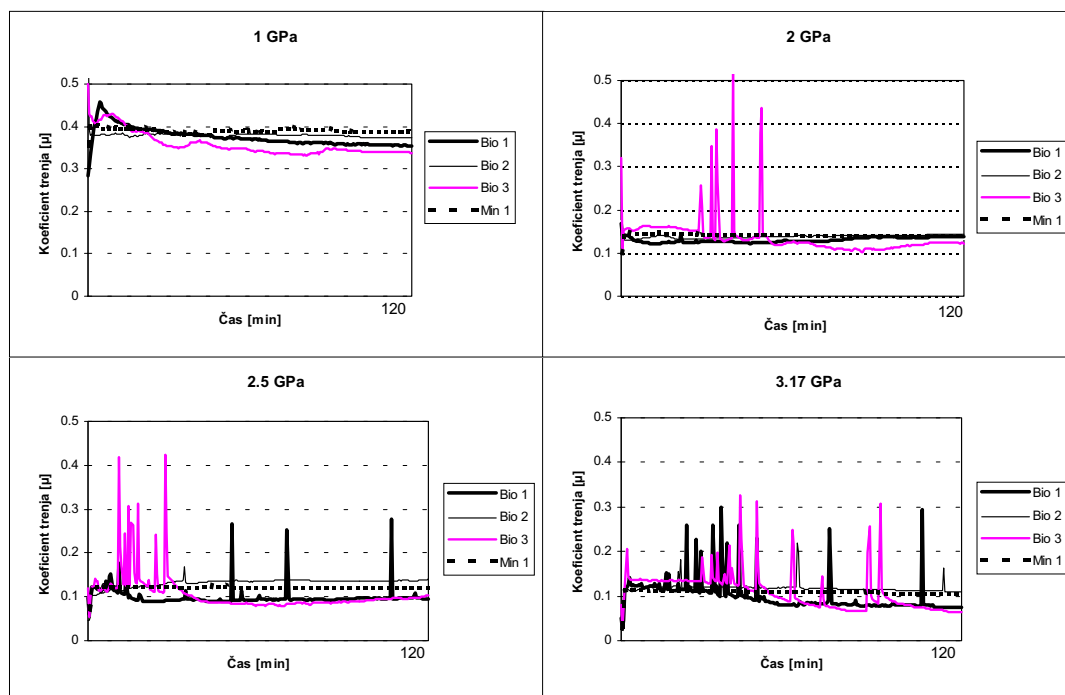 1 GPa
0.5
0.4
0.3
0.2
0.1
0
Koeficient trenja [µ]
Čas [min]
120
Bio 1
Bio 2
Bio 3
Min 1
2 GPa
0.5
0.4
0.3
0.2
0.1
0
Koeficient trenja [µ]
Čas [min]
120
Bio 1
Bio 2
Bio 3
Min 1
2.5 GPa
0.5
0.4
0.3
0.2
0.1
0
Koeficient trenja [µ]
Čas [min]
120
Bio 1
Bio 2
Bio 3
Min 1
3.17 GPa
0.5
0.4
0.3
0.2
0.1
0
Koeficient trenja [µ]
Čas [min]
120
Bio 1
Bio 2
Bio 3
Min 1